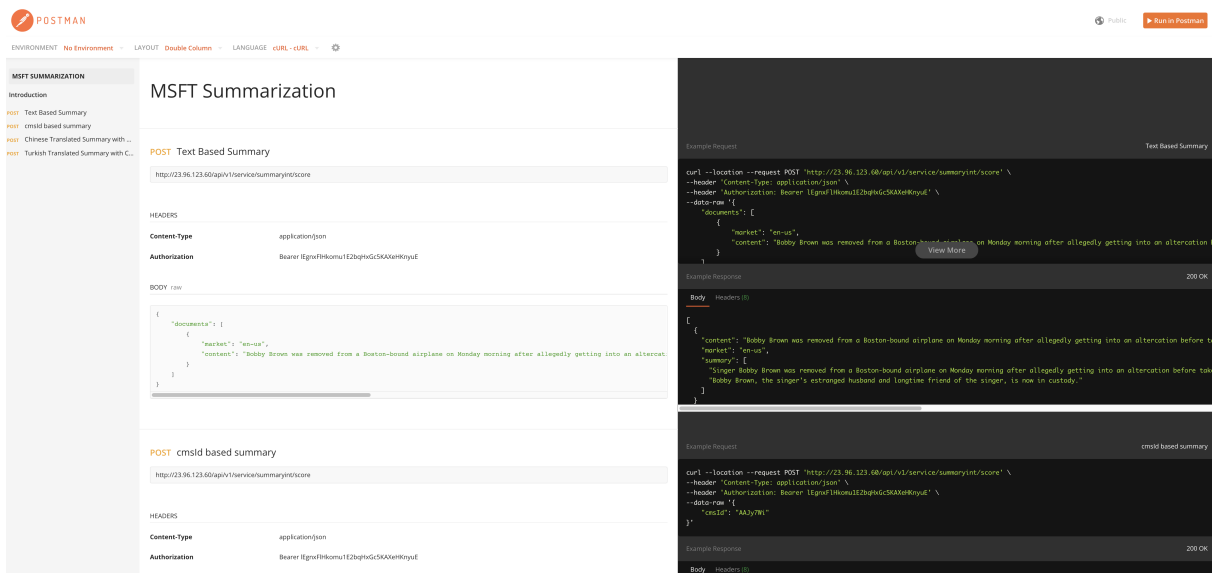 POSTMAN
Public
Run in Postman
ENVIRONMENT No Environment LAYOUT Double Column LANGUAGE cURL - cURL
MSFT SUMMARIZATION
Introduction
POST Text Based Summary
POST cmsId based summary
POST Chinese Translated Summary with ...
POST Turkish Translated Summary with C...
MSFT Summarization
POST Text Based Summary
http://23.96.123.60/api/v1/service/summaryint/score
HEADERS
Content-Type application/json
Authorization Bearer lEgnxFlHkomu1E2bqHxGc5KAXeHKnyuE
BODY raw
{
"documents": [
{
"market": "en-us",
"content": "Bobby Brown was removed from a Boston-bound airplane on Monday morning after allegedly getting into an altercat
}
]
}
POST cmsId based summary
http://23.96.123.60/api/v1/service/summaryint/score
HEADERS
Content-Type application/json
Authorization Bearer lEgnxFlHkomu1E2bqHxGc5KAXeHKnyuE
Example Request Text Based Summary
curl --location --request POST 'http://23.96.123.60/api/v1/service/summaryint/score' \
--header 'Content-Type: application/json' \
--header 'Authorization: Bearer lEgnxFlHkomu1E2bqHxGc5KAXeHKnyuE' \
--data-raw '{
"documents": [
{
"market": "en-us",
"content": "Bobby Brown was removed from a Boston-bound airplane on Monday morning after allegedly getting into an altercation
}
]
View More
Example Response 200 OK
Body Headers (8)
[
{
"content": "Bobby Brown was removed from a Boston-bound airplane on Monday morning after allegedly getting into an altercation before t
"market": "en-us",
"summary": [
"Singer Bobby Brown was removed from a Boston-bound airplane on Monday morning after allegedly getting into an altercation before tak
"Bobby Brown, the singer's estranged husband and longtime friend of the singer, is now in custody."
]
}
Example Request cmsId based summary
curl --location --request POST 'http://23.96.123.60/api/v1/service/summaryint/score' \
--header 'Content-Type: application/json' \
--header 'Authorization: Bearer lEgnxFlHkomu1E2bqHxGc5KAXeHKnyuE' \
--data-raw '{
"cmsId": "AAJy7Wi"
}'
Example Response 200 OK
Body Headers (8)